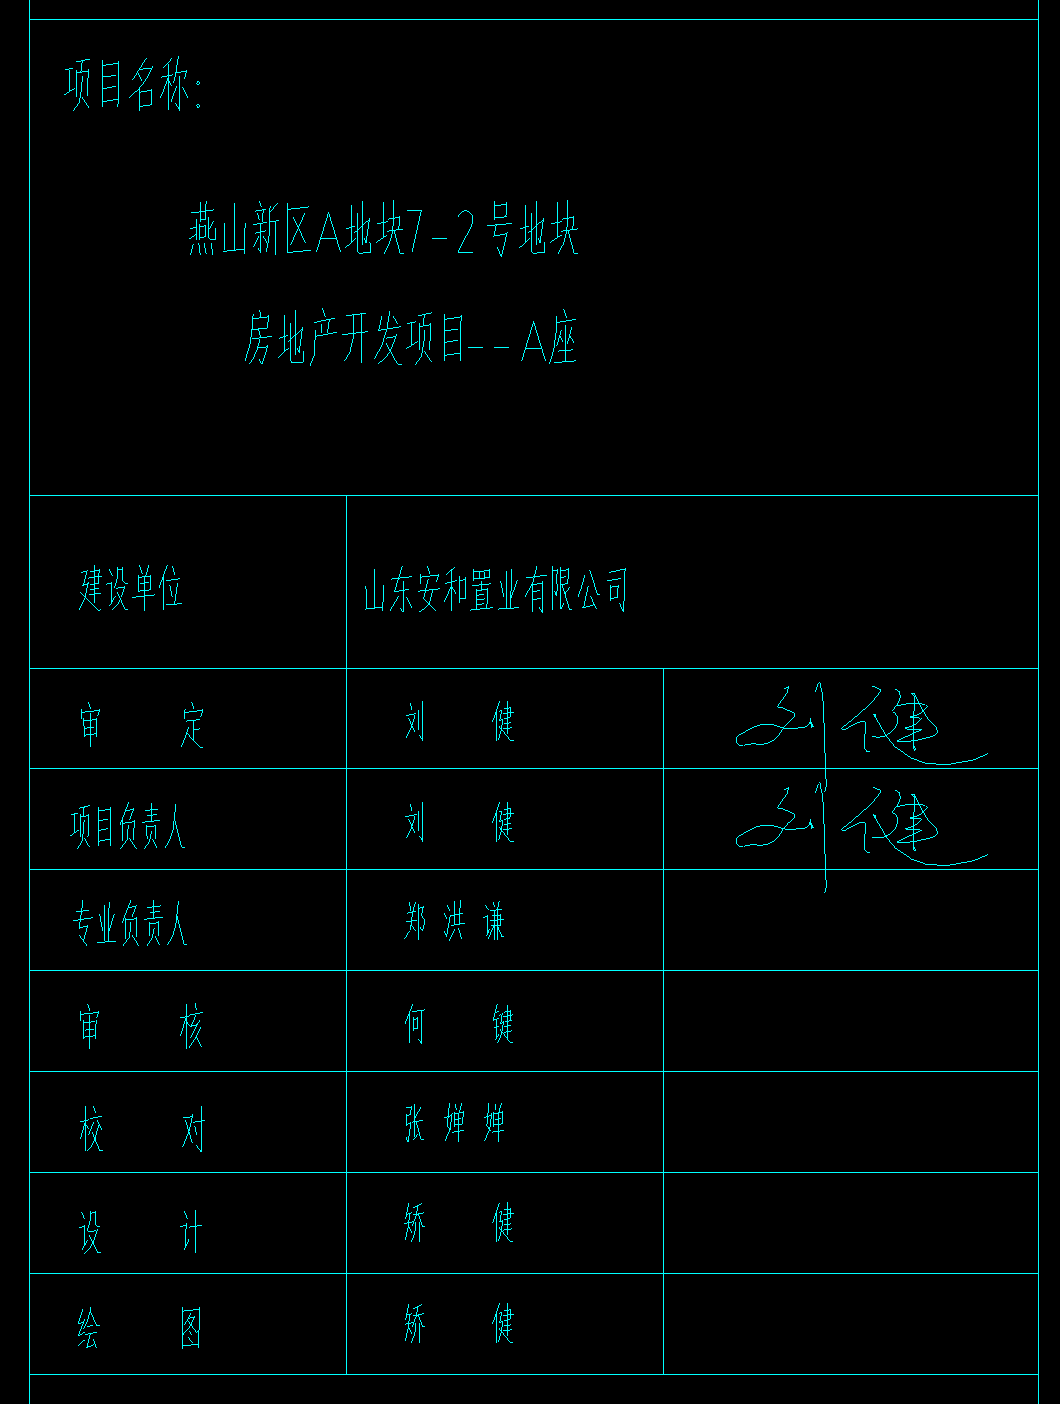 项目名称:
燕山新区A地块7-2号地块
房地产开发项目--A座
建设单位 山东安和置业有限公司
审 定 刘 健 刘健
项目负责人 刘 健 刘健
专业负责人 郑洪谦
审 核 何 键
校 对 张婵婵
设 计 矫 健
绘 图 矫 健